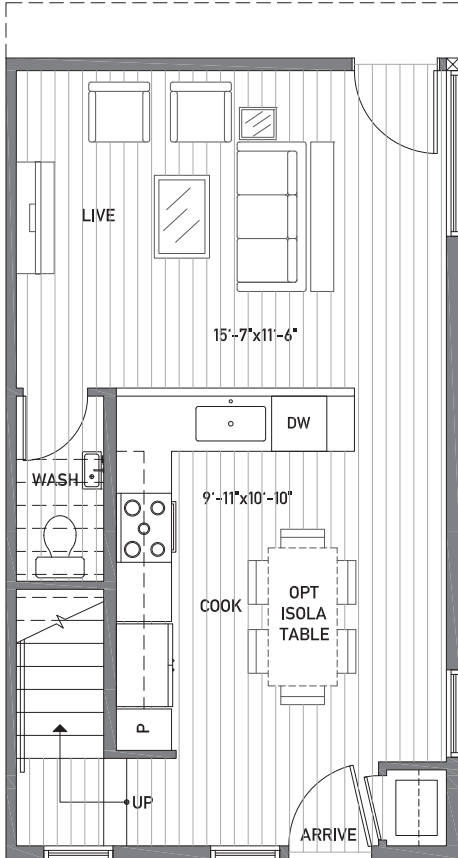 LIVE
15'-7"x11'-6"
DW
WASH
9'-11"x10'-10"
COOK
OPT
ISOLA
TABLE
P
UP
ARRIVE